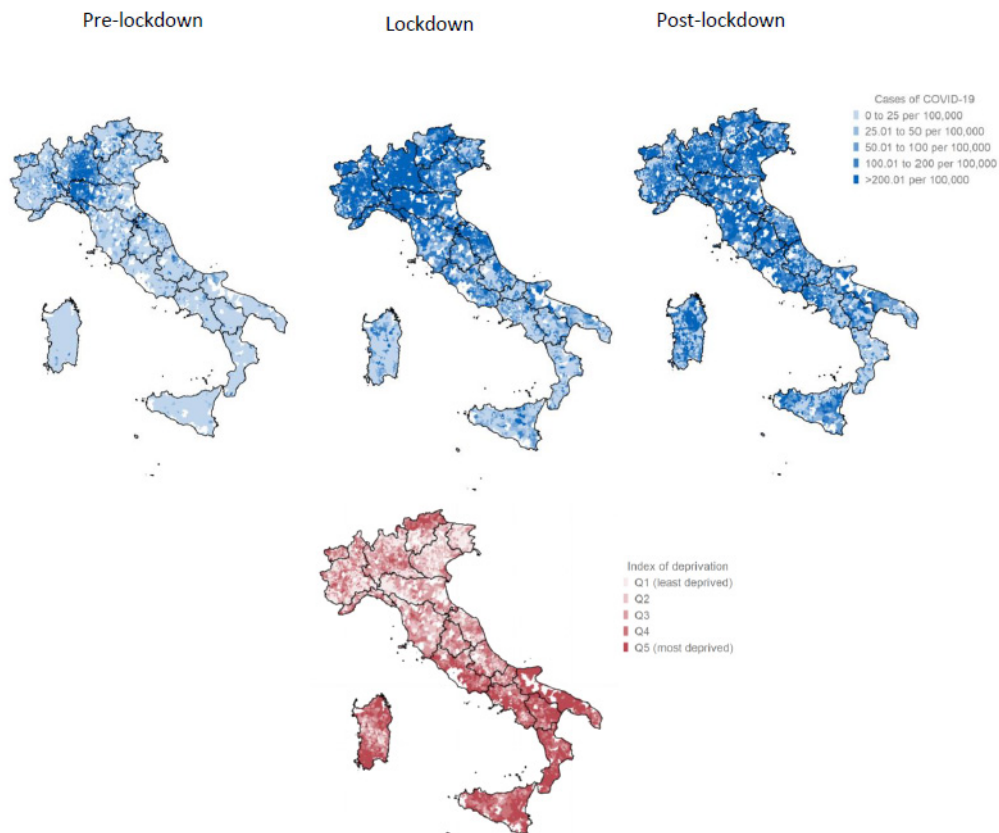 Pre-lockdown
Lockdown
Post-lockdown
Cases of COVID-19
0 to 25 per 100,000
25.01 to 50 per 100,000
50.01 to 100 per 100,000
100.01 to 200 per 100,000
>200.01 per 100,000
Index of deprivation
Q1 (least deprived)
Q2
Q3
Q4
Q5 (most deprived)